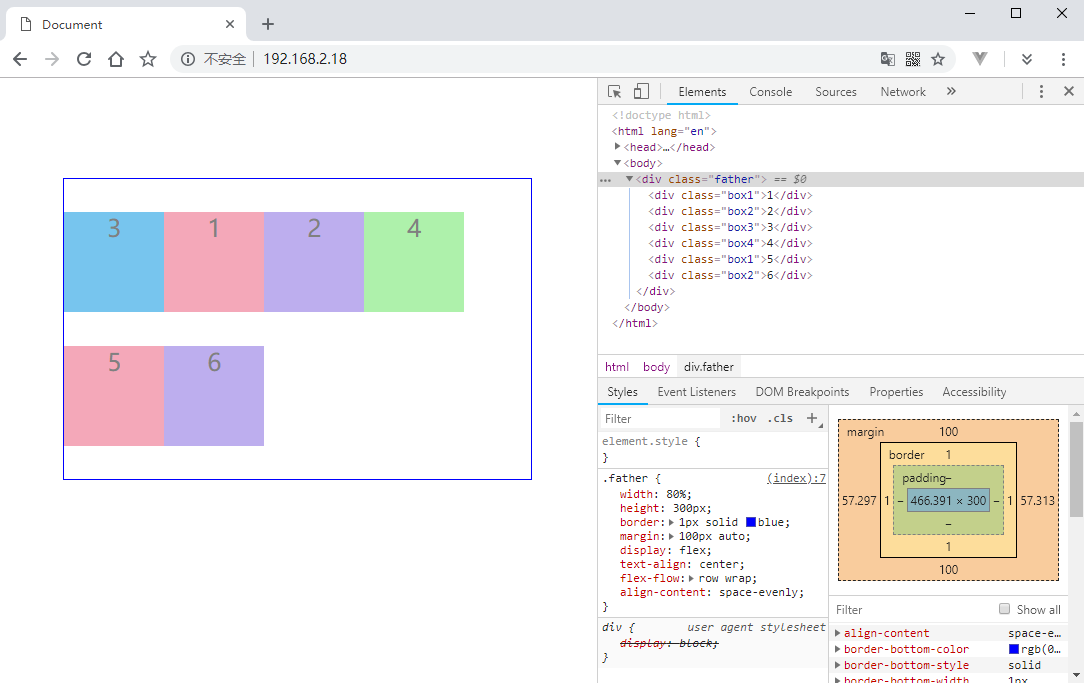 Document
不安全 192.168.2.18
3 1 2 4
5 6
Elements Console Sources Network »
<!doctype html>
<html lang="en">
<head>…</head>
<body>
… <div class="father"> == $0
<div class="box1">1</div>
<div class="box2">2</div>
<div class="box3">3</div>
<div class="box4">4</div>
<div class="box1">5</div>
<div class="box2">6</div>
</div>
</body>
</html>
html body div.father
Styles Event Listeners DOM Breakpoints Properties Accessibility
Filter :hov .cls +
element.style {
}
.father { (index):7
width: 80%;
height: 300px;
border: 1px solid blue;
margin: 100px auto;
display: flex;
text-align: center;
flex-flow: row wrap;
align-content: space-evenly;
}
div { user agent stylesheet
display: block;
}
margin 100
border 1
padding –
57.297 1 – 466.391 × 300 – 1 57.313
–
1
100
Filter Show all
align-content space-e…
border-bottom-color rgb(0…
border-bottom-style solid
border-bottom-width 1px